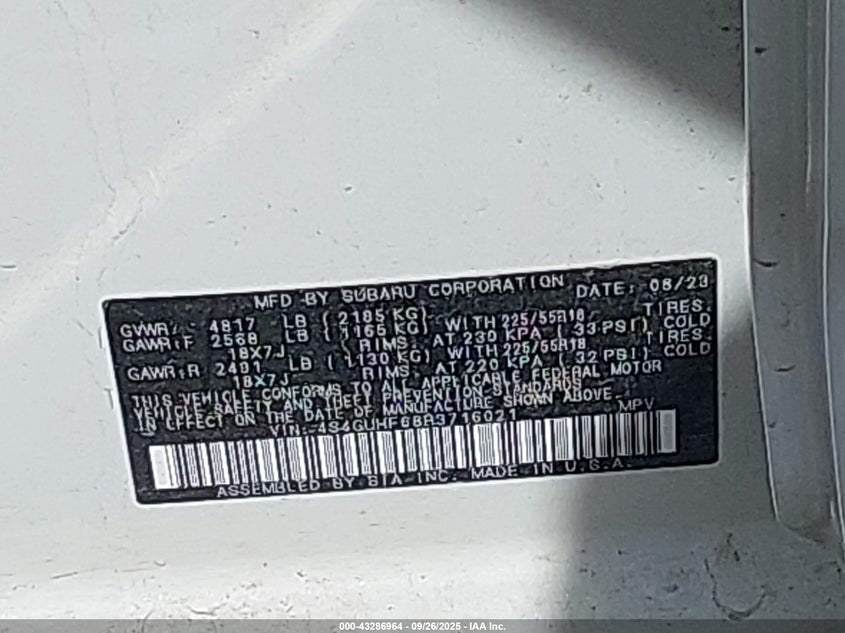 MFD BY SUBARU CORPORATION DATE: 08/23
GVWR: 4817 LB ( 2185 KG)
GAWR:F 2568 LB ( 1165 KG) WITH 225/55R18 TIRES.
18X7J RIMS. AT 230 KPA ( 33 PSI) COLD
GAWR:R 2491 LB ( 1130 KG) WITH 225/55R18 TIRES.
18X7J RIMS. AT 220 KPA ( 32 PSI) COLD
THIS VEHICLE CONFORMS TO ALL APPLICABLE FEDERAL MOTOR
VEHICLE SAFETY AND THEFT PREVENTION STANDARDS
IN EFFECT ON THE DATE OF MANUFACTURE SHOWN ABOVE.
VIN: MPV
ASSEMBLED BY SIA INC. MADE IN U.S.A.
000-43286964 - 09/26/2025 - IAA Inc.